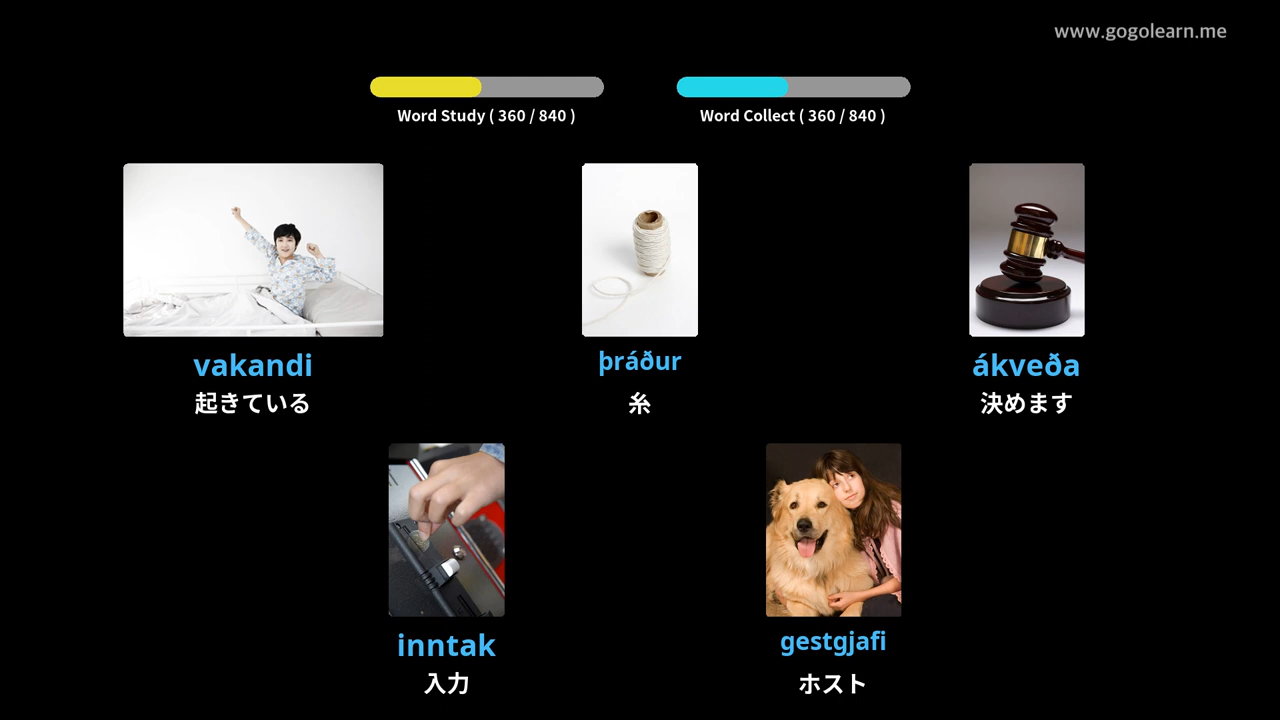 www.gogolearn.me
Word Study ( 360 / 840 )
Word Collect ( 360 / 840 )
vakandi
起きている
þráður
糸
ákveða
決めます
inntak
入力
gestgjafi
ホスト